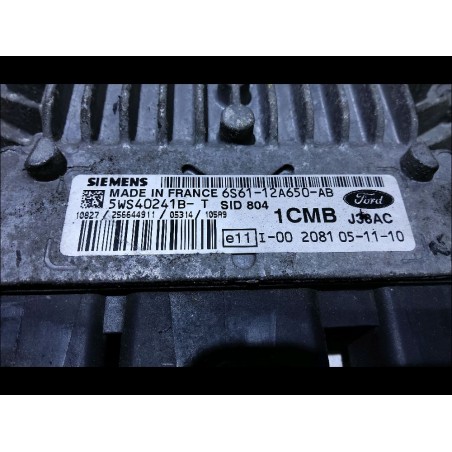 SIEMENS
MADE IN FRANCE 6S61-12A650-AB
5WS40241B- T SID 804
Ford
10827 / 256644911 / 05314 / 105A9
1CMB J38AC
e11 I-00 2081 05-11-10